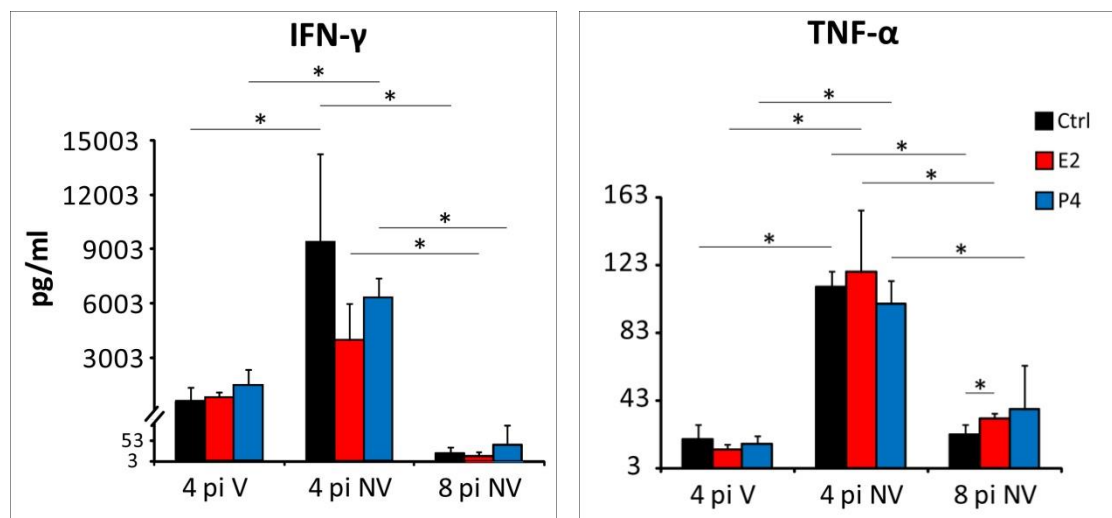 IFN-γ
*
*
*
15003
12003
9003
6003
3003
53
3
pg/ml
*
*
4 pi V
4 pi NV
8 pi NV
TNF-α
*
*
*
*
*
*
*
Ctrl
E2
P4
163
123
83
43
3
4 pi V
4 pi NV
8 pi NV